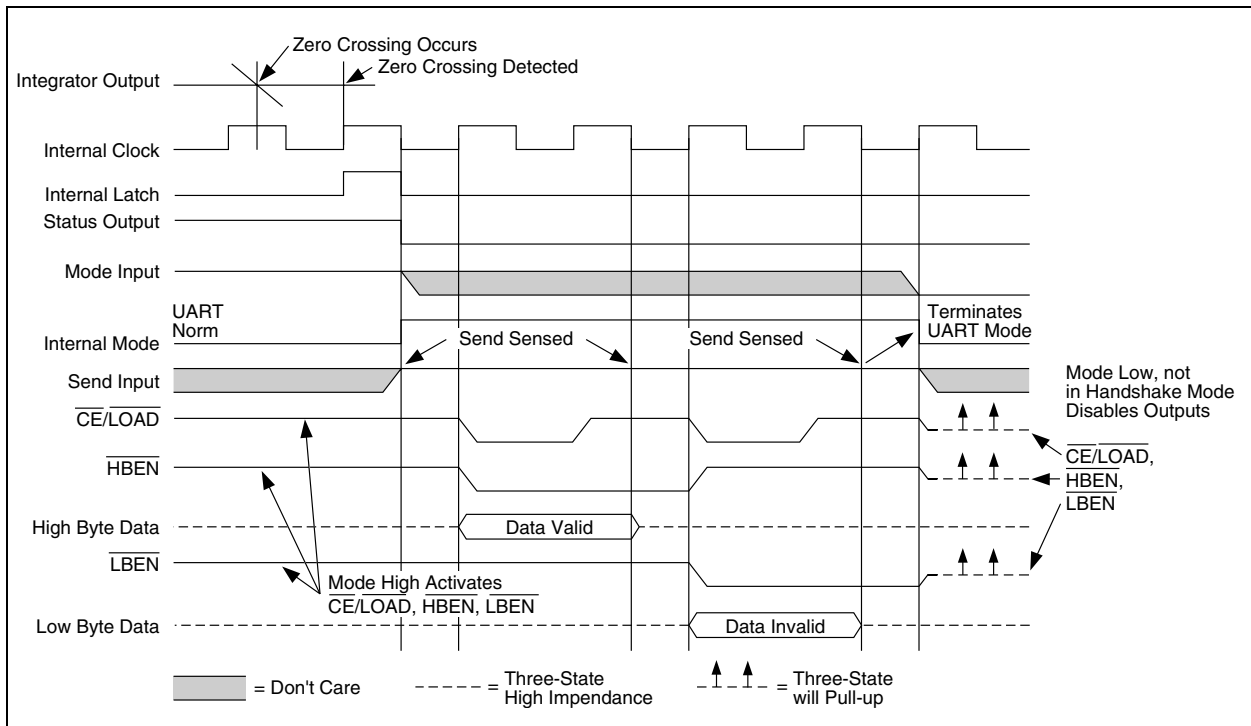 Zero Crossing Occurs
Zero Crossing Detected
Integrator Output
Internal Clock
Internal Latch
Status Output
Mode Input
UART
Norm
Terminates
UART Mode
Internal Mode
Send Sensed
Send Sensed
Send Input
Mode Low, not
in Handshake Mode
Disables Outputs
CE/LOAD
CE/LOAD,
HBEN
HBEN,
LBEN
High Byte Data
Data Valid
LBEN
Mode High Activates
CE/LOAD, HBEN, LBEN
Low Byte Data
Data Invalid
= Don't Care
= Three-State
High Impendance
= Three-State
will Pull-up